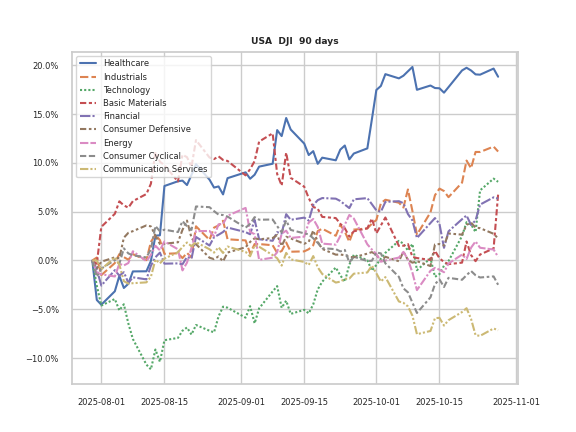 USA  DJI  90 days
20.0%
15.0%
10.0%
5.0%
0.0%
−5.0%
−10.0%
Healthcare
Industrials
Technology
Basic Materials
Financial
Consumer Defensive
Energy
Consumer Cyclical
Communication Services
2025-08-01
2025-08-15
2025-09-01
2025-09-15
2025-10-01
2025-10-15
2025-11-01